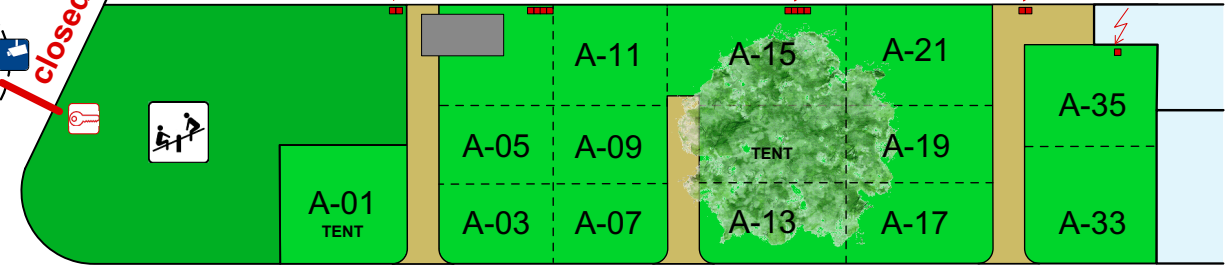 closed
A-01
TENT
A-05
A-03
A-11
A-09
A-07
A-15
TENT
A-13
A-21
A-19
A-17
A-35
A-33